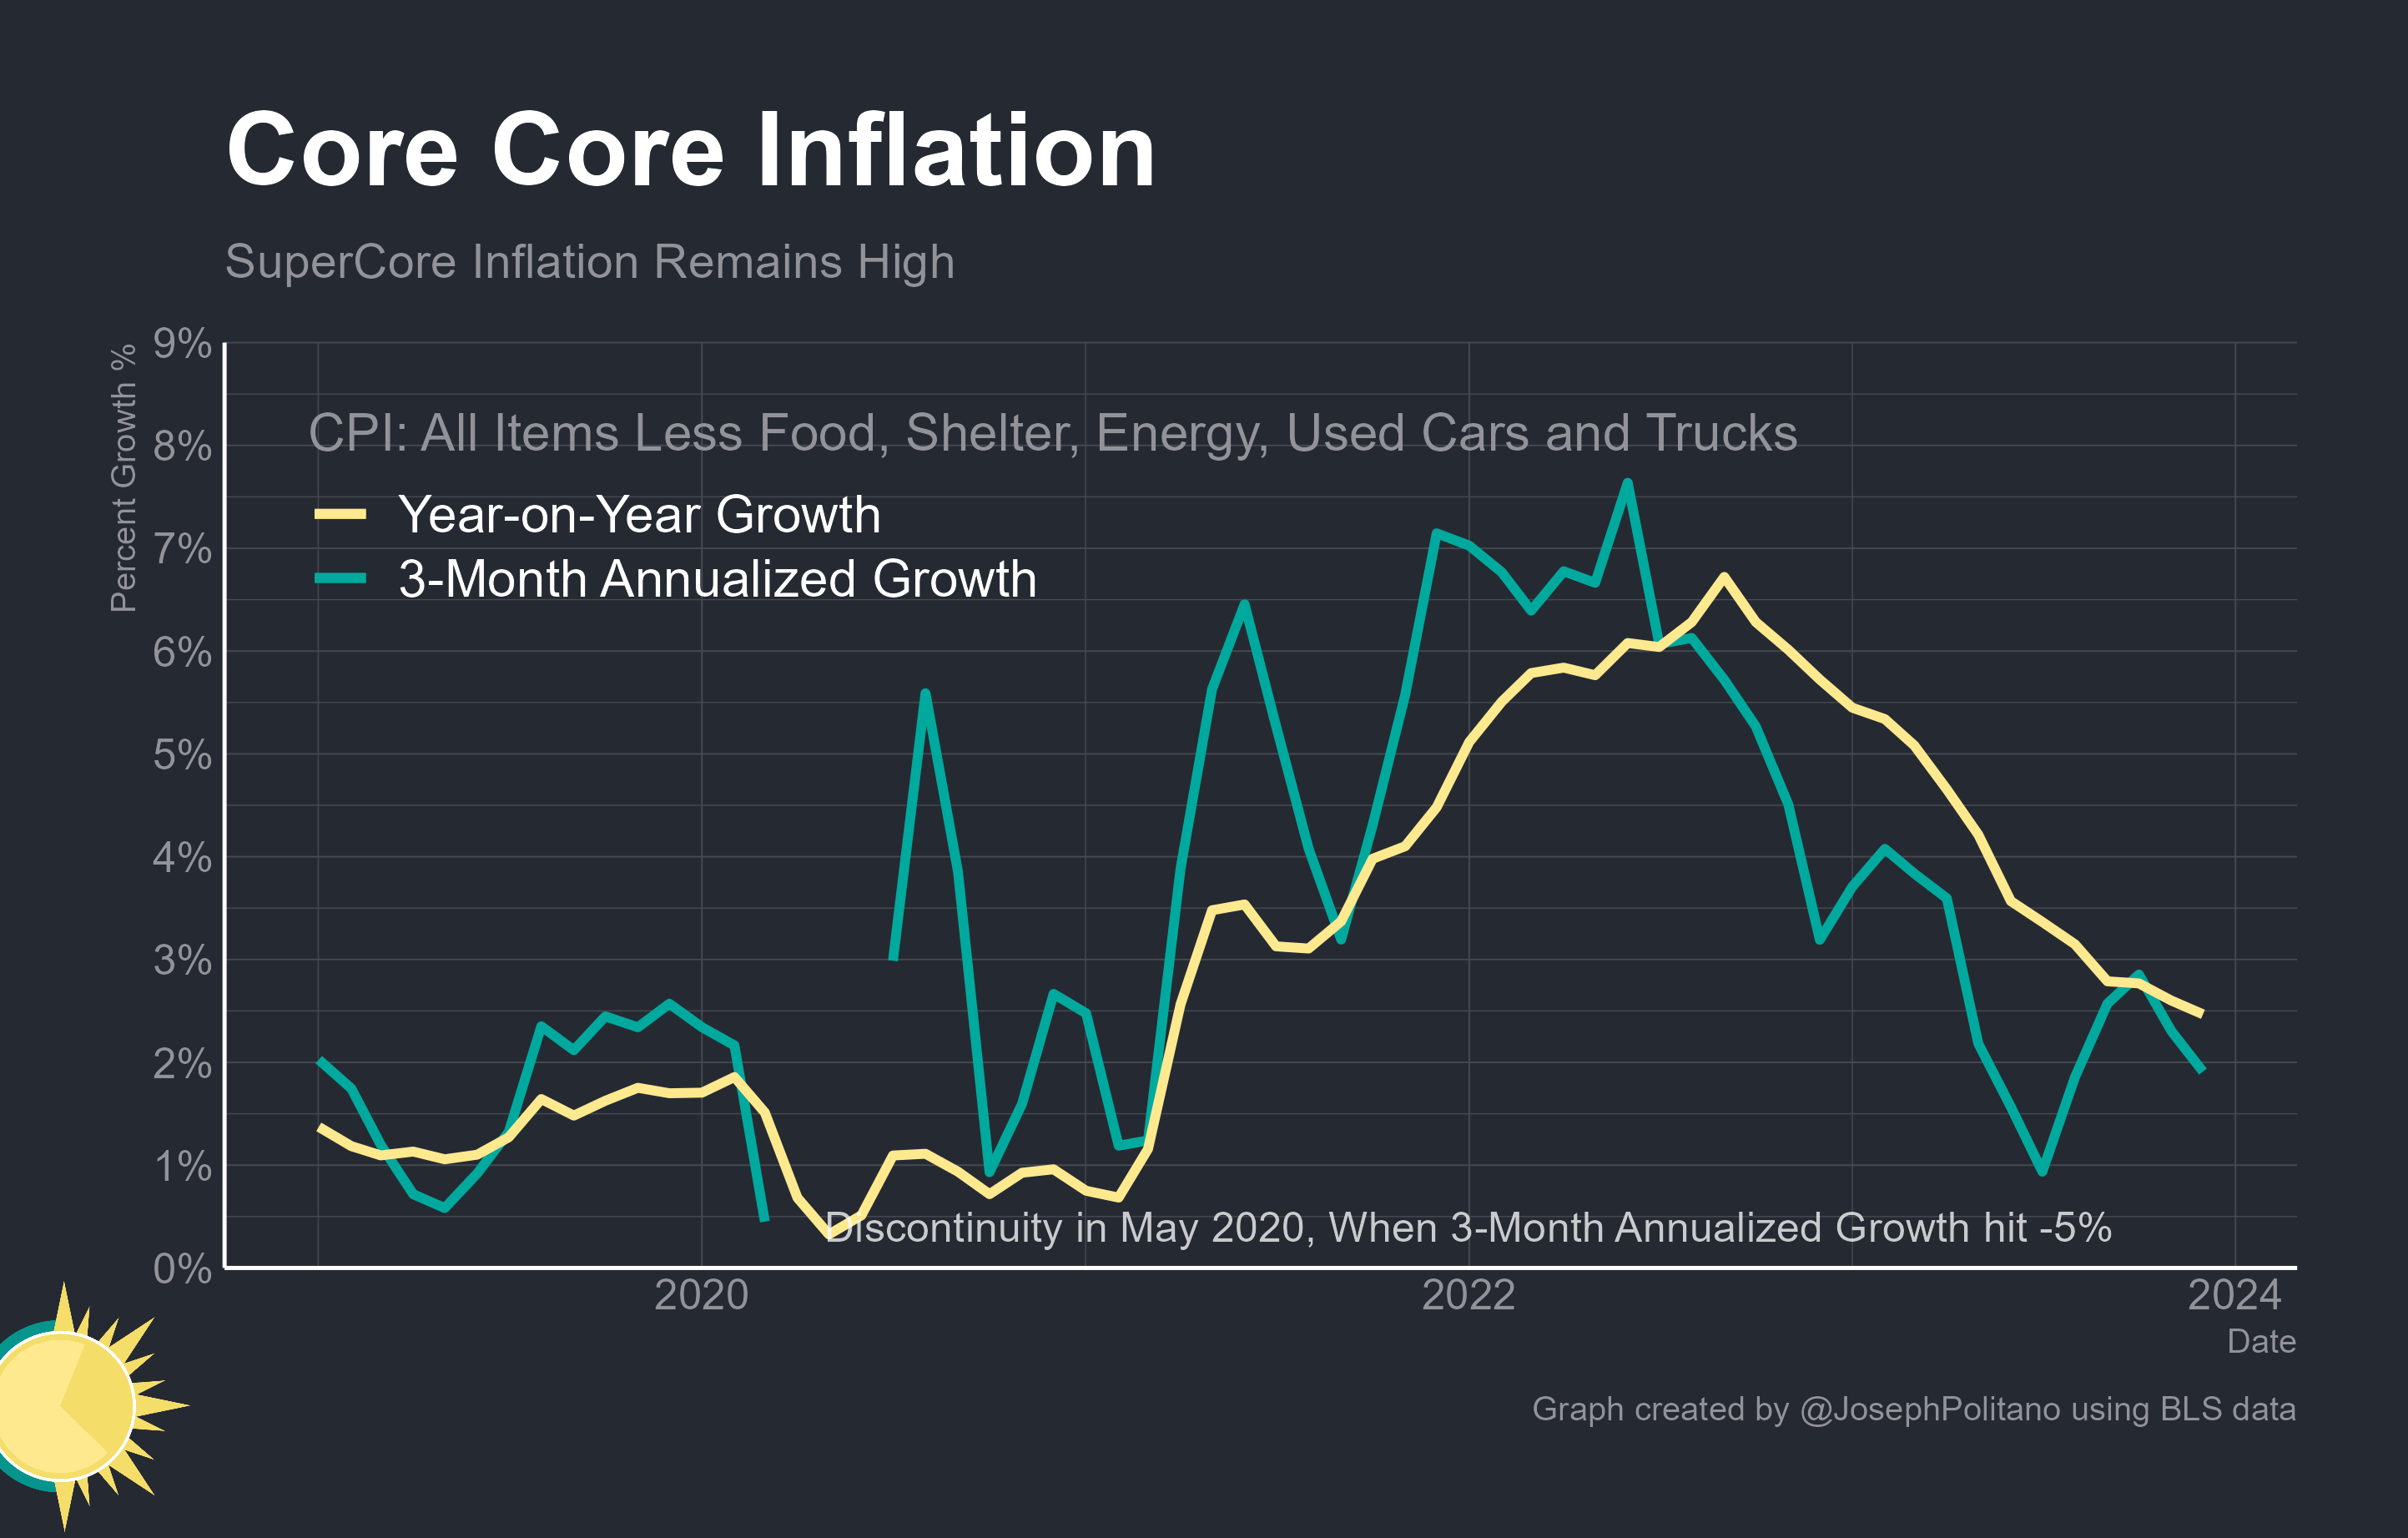 Core Core Inflation
SuperCore Inflation Remains High
Percent Growth %
9%
8%
7%
6%
5%
4%
3%
2%
1%
0%
CPI: All Items Less Food, Shelter, Energy, Used Cars and Trucks
Year-on-Year Growth
3-Month Annualized Growth
Discontinuity in May 2020, When 3-Month Annualized Growth hit -5%
2020
2022
2024
Date
Graph created by @JosephPolitano using BLS data